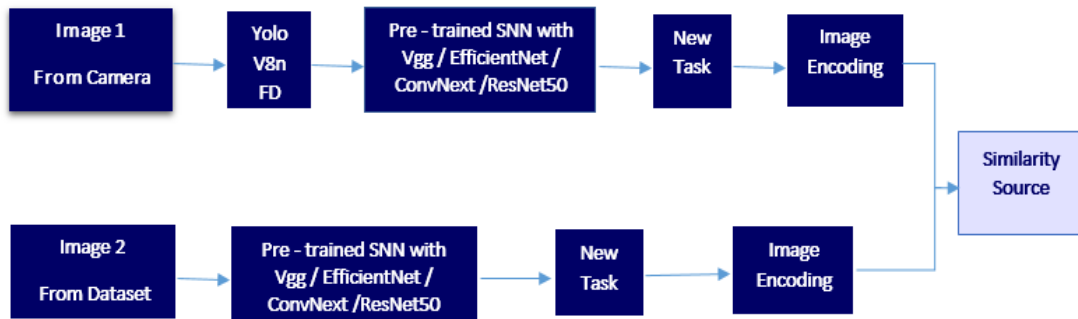 Image 1
From Camera
Yolo
V8n
FD
Pre - trained SNN with
Vgg / EfficientNet /
ConvNext /ResNet50
New
Task
Image
Encoding
Similarity
Source
Image 2
From Dataset
Pre - trained SNN with
Vgg / EfficientNet /
ConvNext /ResNet50
New
Task
Image
Encoding